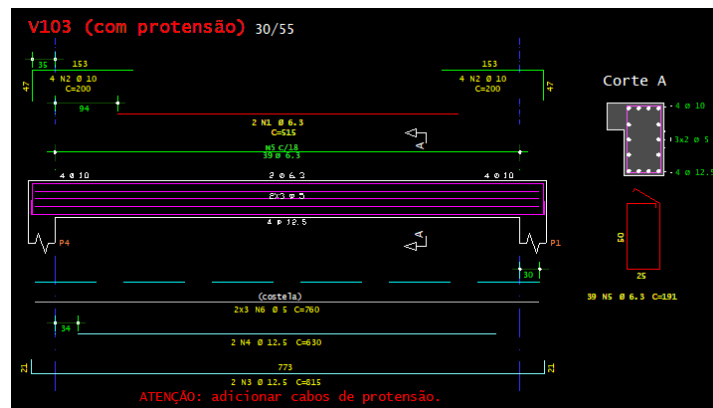 V103 (com protensão) 30/55
35 153 153
4 N2 Ø 10 4 N2 Ø 10
C=200 C=200
47 47
94
2 N1 Ø 6.3
C=515
A
N5 C/18
39 Ø 6.3
4 Ø 10 2 Ø 6.3 4 Ø 10
2x3 Ø 5
4 Ø 12.5
A
P4 P1
30
(costela)
2x3 N6 Ø 5 C=760
34
2 N4 Ø 12.5 C=630
21 773 21
2 N3 Ø 12.5 C=815
ATENÇÃO: adicionar cabos de protensão.
Corte A
4 Ø 10
3x2 Ø 5
4 Ø 12.5
50
25
39 N5 Ø 6.3 C=191